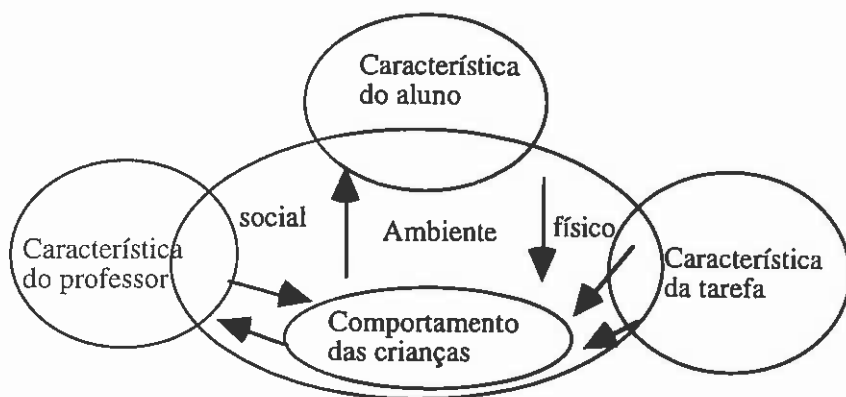 Característica
do aluno
social
Ambiente
físico
Característica
do professor
Característica
da tarefa
Comportamento
das crianças